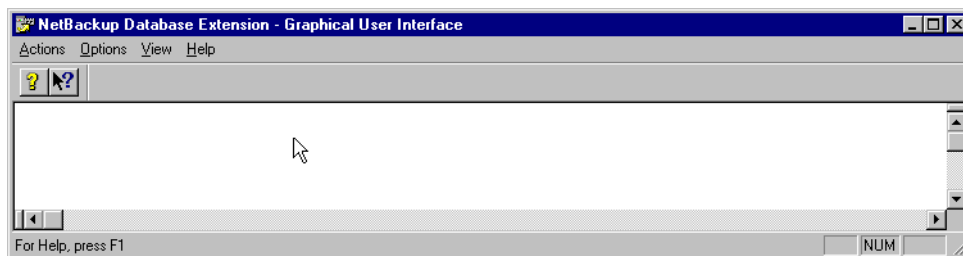 NetBackup Database Extension - Graphical User Interface
Actions Options View Help
For Help, press F1 NUM